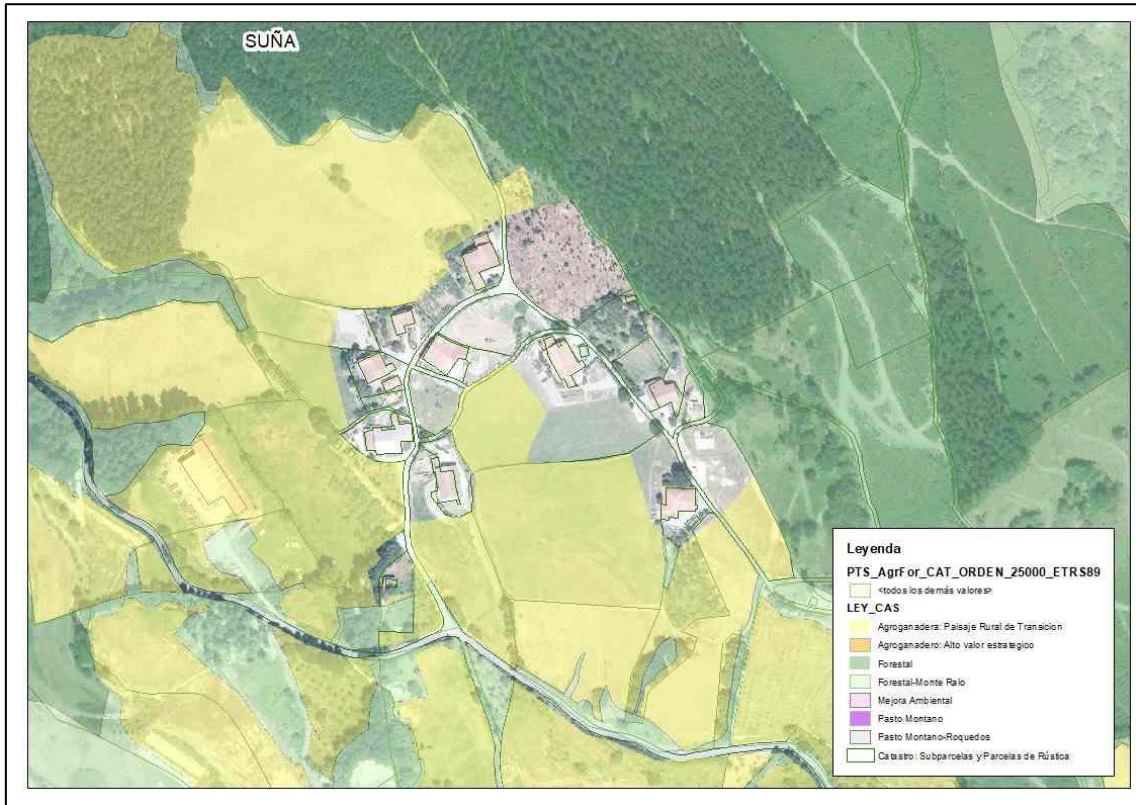 SUÑA
Leyenda
PTS_AgrFor_CAT_ORDEN_25000_ETRS89
<todos los demás valores>
LEY_CAS
Agroganadera: Paisaje Rural de Transicion
Agroganadero: Alto valor estrategico
Forestal
Forestal-Monte Ralo
Mejora Ambiental
Pasto Montano
Pasto Montano-Roquedos
Catastro: Subparcelas y Parcelas de Rústica